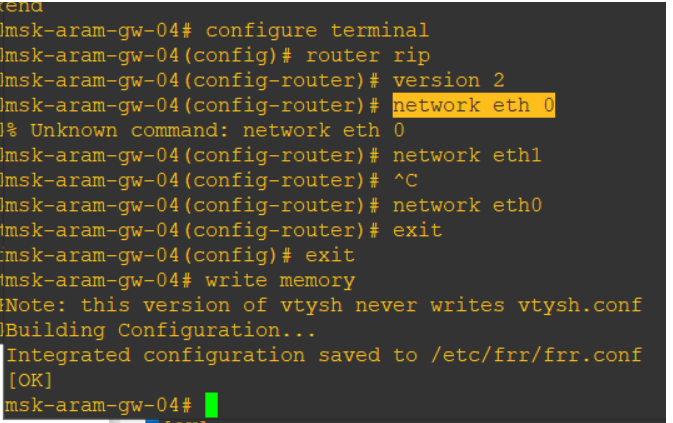 end
msk-aram-gw-04# configure terminal
msk-aram-gw-04(config)# router rip
msk-aram-gw-04(config-router)# version 2
msk-aram-gw-04(config-router)# network eth 0
% Unknown command: network eth 0
msk-aram-gw-04(config-router)# network eth1
msk-aram-gw-04(config-router)# ^C
msk-aram-gw-04(config-router)# network eth0
msk-aram-gw-04(config-router)# exit
msk-aram-gw-04(config)# exit
msk-aram-gw-04# write memory
Note: this version of vtysh never writes vtysh.conf
Building Configuration...
Integrated configuration saved to /etc/frr/frr.conf
[OK]
msk-aram-gw-04#